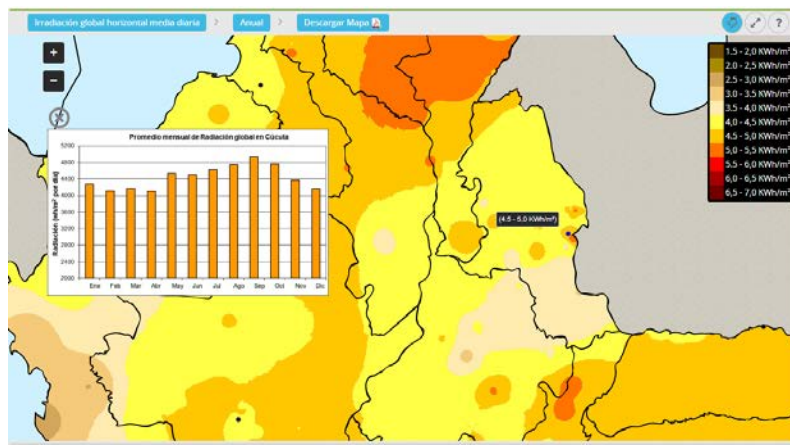 Irradiación global horizontal media diaria > Anual > Descargar Mapa
?
+
−
1.5 - 2,0 KWh/m²
2.0 - 2,5 KWh/m²
2.5 - 3,0 KWh/m²
3.0 - 3,5 KWh/m²
3.5 - 4,0 KWh/m²
4.0 - 4,5 KWh/m²
4.5 - 5,0 KWh/m²
5.0 - 5,5 KWh/m²
5.5 - 6,0 KWh/m²
6,0 - 6,5 KWh/m²
6,5 - 7,0 KWh/m²
Promedio mensual de Radiación global en Cúcuta
Radiación (wh/m² por día)
5200
4800
4400
4000
3600
3200
2800
2400
2000
Ene Feb Mar Abr May Jun Jul Ago Sep Oct Nov Dic
(4.5 - 5,0 KWh/m²)